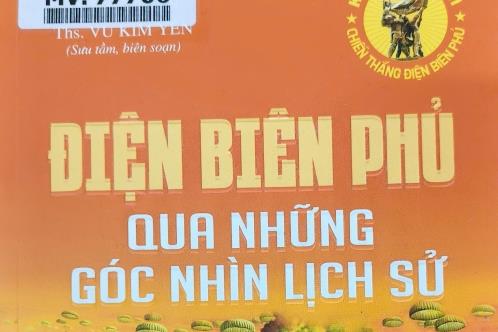 Ths. VŨ KIM YẾN
(Sưu tầm, biên soạn)
CHIẾN THẮNG ĐIỆN BIÊN PHỦ
ĐIỆN BIÊN PHỦ
QUA NHỮNG
GÓC NHÌN LỊCH SỬ